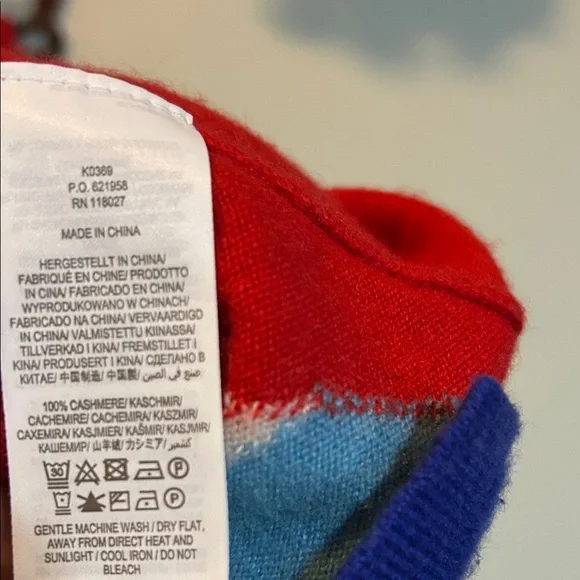 K0369
P.O. 621958
RN 118027
MADE IN CHINA
HERGESTELLT IN CHINA/
FABRIQUÉ EN CHINE/ PRODOTTO
IN CINA/ FABRICADO EN CHINA/
WYPRODUKOWANO W CHINACH/
FABRICADO NA CHINA/ VERVAARDIGD
IN CHINA/ VALMISTETTU KIINASSA/
TILLVERKAD I KINA/ FREMSTILLET I
KINA/ PRODUSERT I KINA/ СДЕЛАНО В
КИТАЕ/ 中国制造/ 中国製/ صنع في الصين
100% CASHMERE/ KASCHMIR/
CACHEMIRE/ CACHEMIRA/ KASZMIR/
CAXEMIRA/ KASJMIER/ KAŠMIR/ KASJMIR/
КАШЕМИР/ 山羊絨/ カシミア/ كشمير
30 P
P
GENTLE MACHINE WASH / DRY FLAT,
AWAY FROM DIRECT HEAT AND
SUNLIGHT / COOL IRON / DO NOT
BLEACH